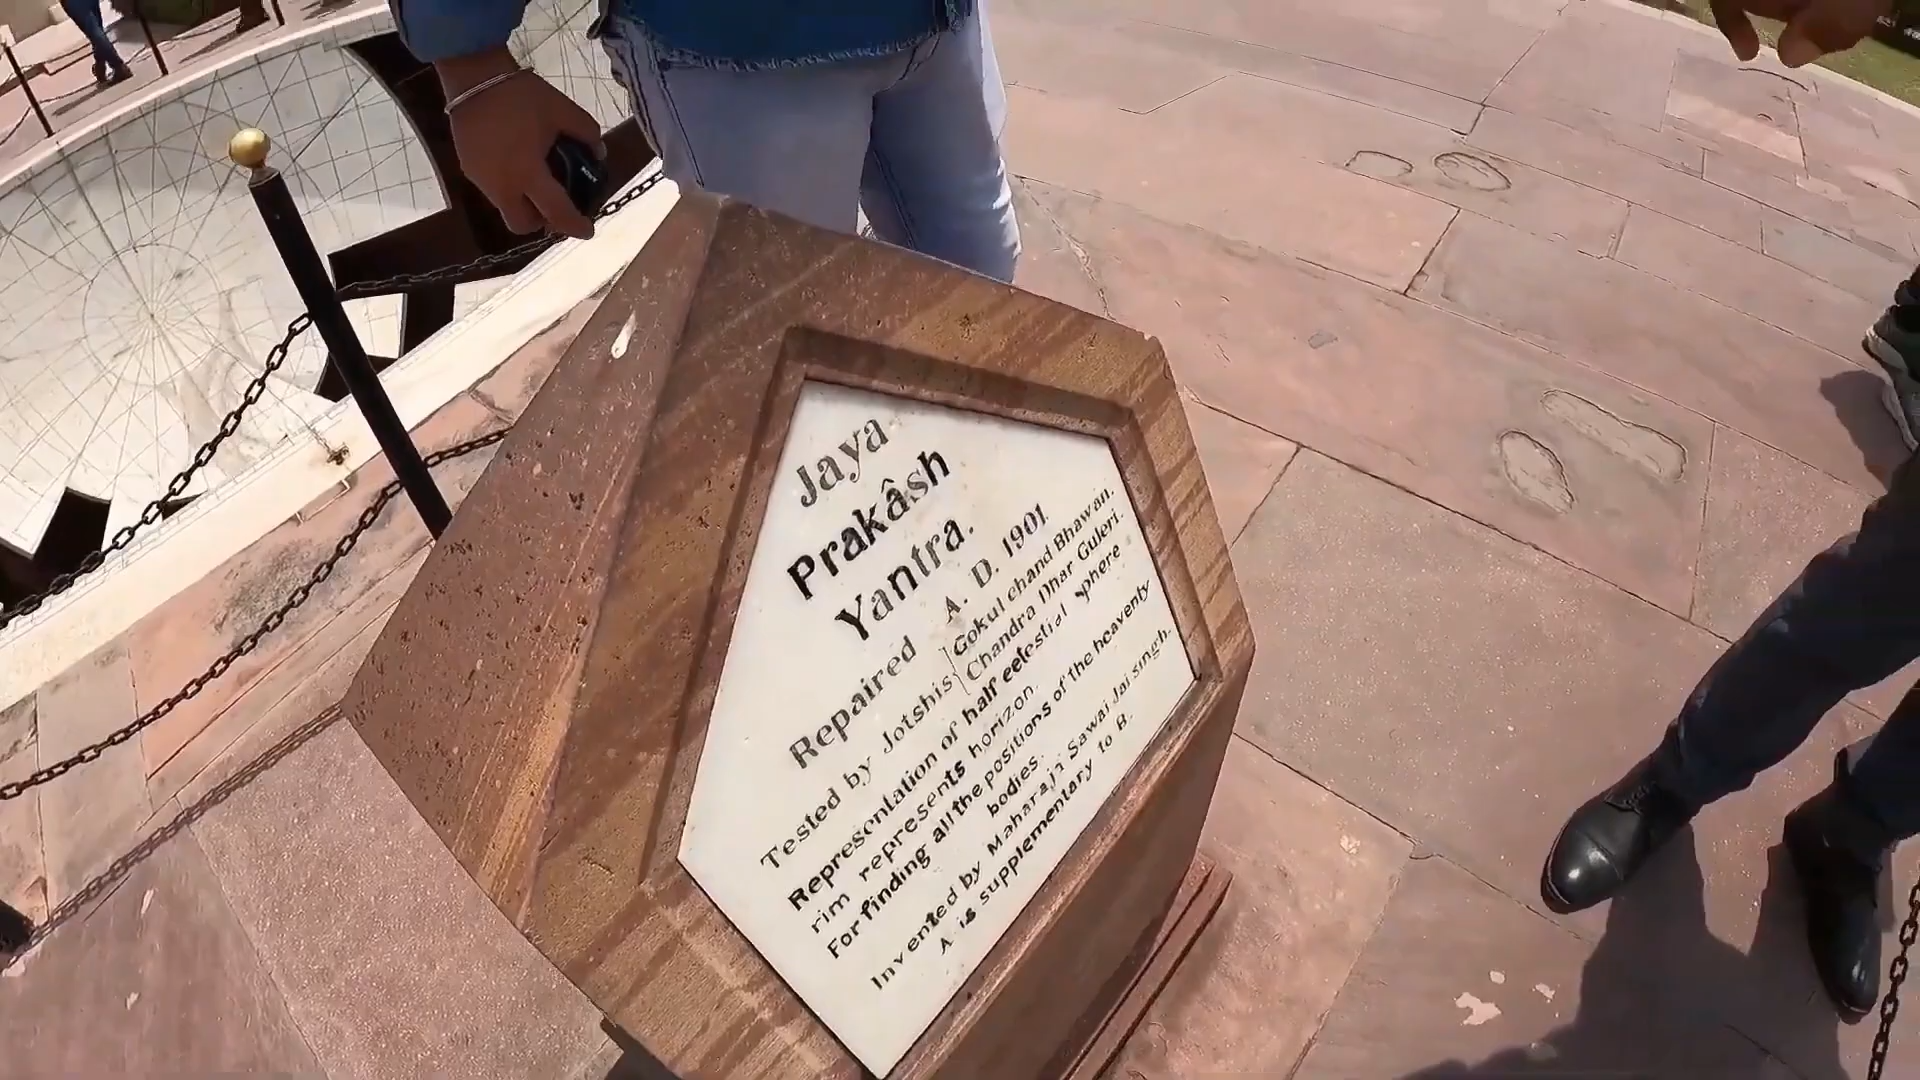 Jaya
Prakâsh
Yantra.
Repaired A. D. 1901
Tested by Jotshis { Gokul chand Bhawan.
Chandra Dhar Guleri.
Representation of half celestial sphere
rim represents horizon.
For finding all the positions of the heavenly
bodies.
Invented by Maharaja Sawai Jai singh.
A is supplementary to B.
SONY